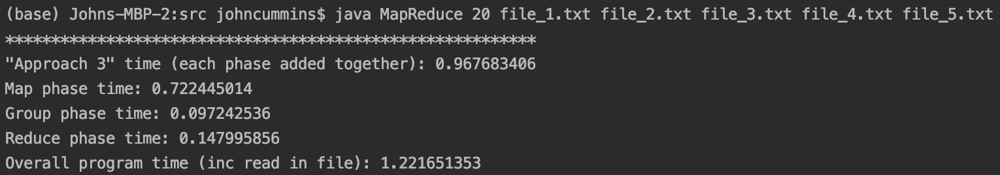 (base) Johns-MBP-2:src johncummins$ java MapReduce 20 file_1.txt file_2.txt file_3.txt file_4.txt file_5.txt
**********************************************************
"Approach 3" time (each phase added together): 0.967683406
Map phase time: 0.722445014
Group phase time: 0.097242536
Reduce phase time: 0.147995856
Overall program time (inc read in file): 1.221651353